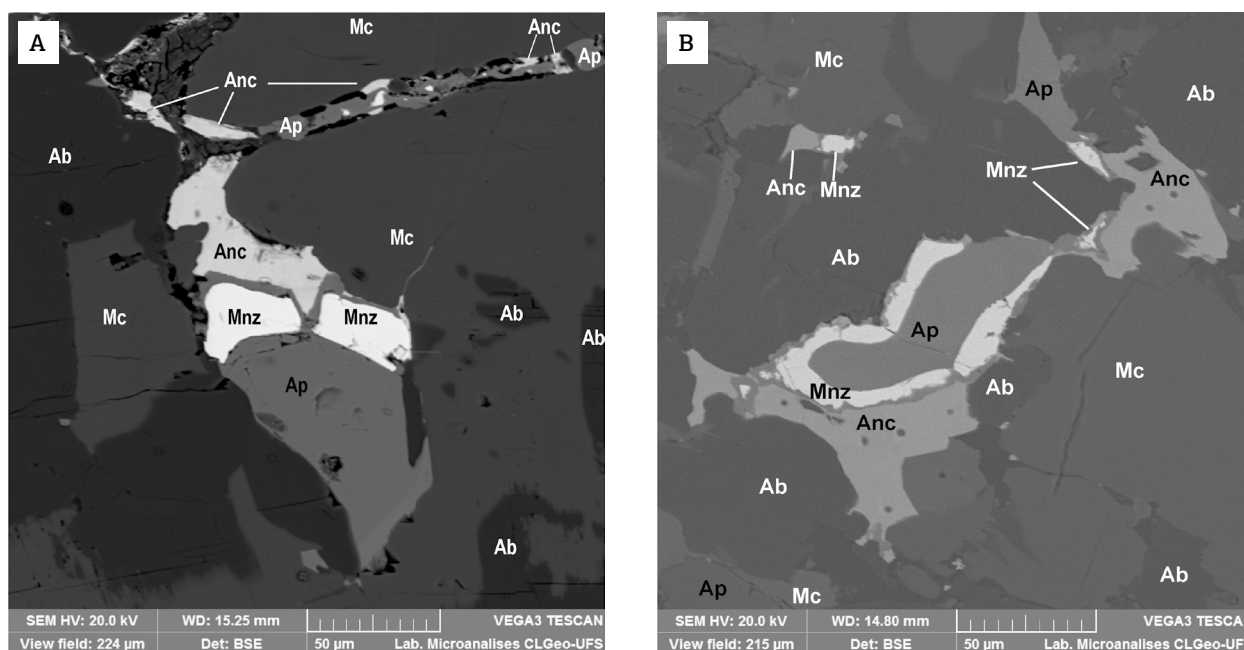 A
Mc
Anc
Ap
Anc
Ap
Ab
Mc
Anc
Mc
Mnz
Mnz
Ab
Ab
Ap
Ab
SEM HV: 20.0 kV WD: 15.25 mm VEGA3 TESCAN
View field: 224 µm Det: BSE 50 µm Lab. Microanalises CLGeo-UFS
B
Mc
Ap
Ab
Anc
Mnz
Mnz
Anc
Ab
Ap
Mc
Mnz
Ab
Anc
Ab
Ab
Ap
Mc
SEM HV: 20.0 kV WD: 14.80 mm VEGA3 TESCA
View field: 215 µm Det: BSE 50 µm Lab. Microanalises CLGeo-UF